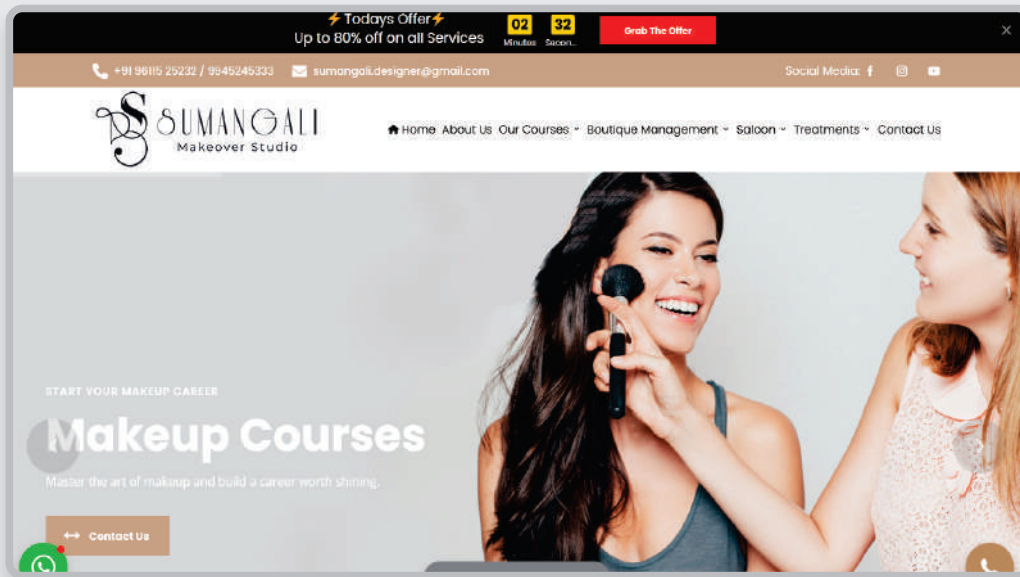 ⚡Todays Offer⚡
Up to 80% off on all Services
02 32
Minutes Secon...
Grab The Offer
+91 96115 25232 / 9945245333 sumangali.designer@gmail.com Social Media:
SUMANGALI
Makeover Studio
Home About Us Our Courses Boutique Management Saloon Treatments Contact Us
START YOUR MAKEUP CAREER
Makeup Courses
Master the art of makeup and build a career worth shining.
Contact Us